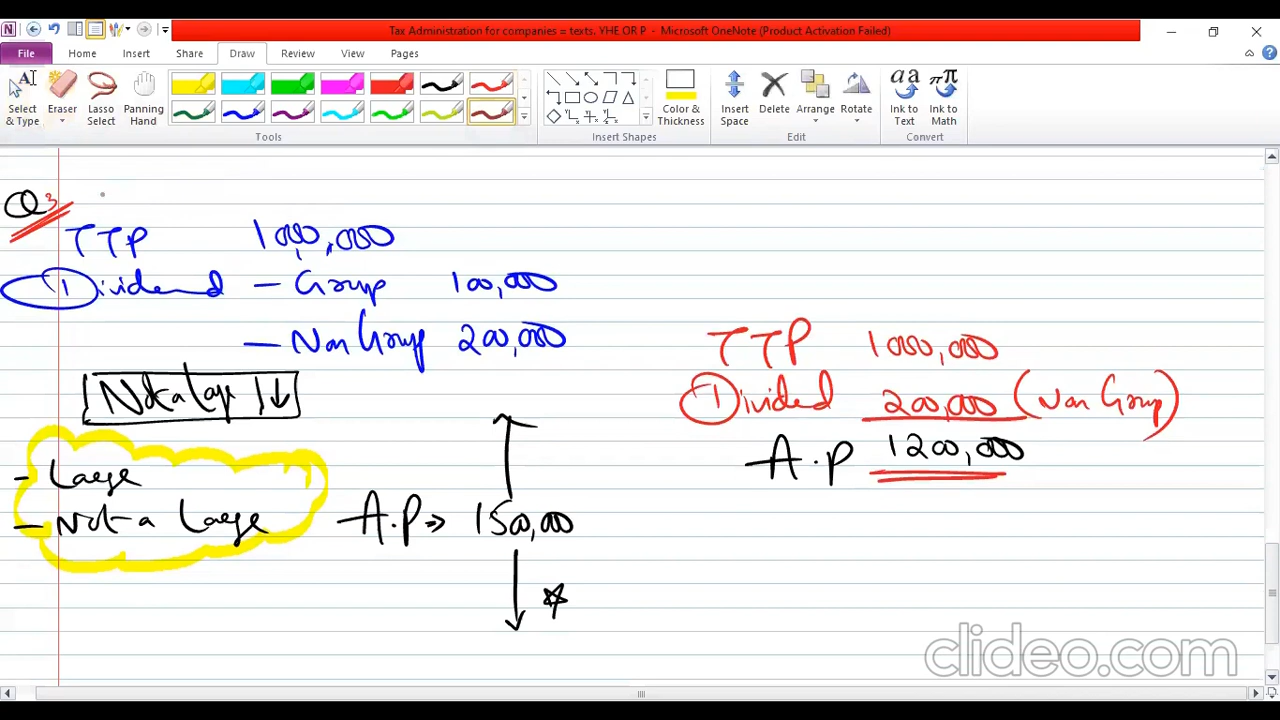 Tax Administration for companies = texts. YHE OR P - Microsoft OneNote (Product Activation Failed)
File Home Insert Share Draw Review View Pages
Select & Type
Eraser
Lasso Select
Panning Hand
Color & Thickness
Insert Space
Delete
Arrange
Rotate
Ink to Text
Ink to Math
Tools
Insert Shapes
Edit
Convert
Q3
TTP 1000,000
Dividend - Group 100,000
- Non Group 200,000
Not a Large
- Large
- Not a Large
A.P ⇒ 1500,000
TTP 1000,000
Dividend 200,000 (Non Group)
A.P 1200,000
clideo.com